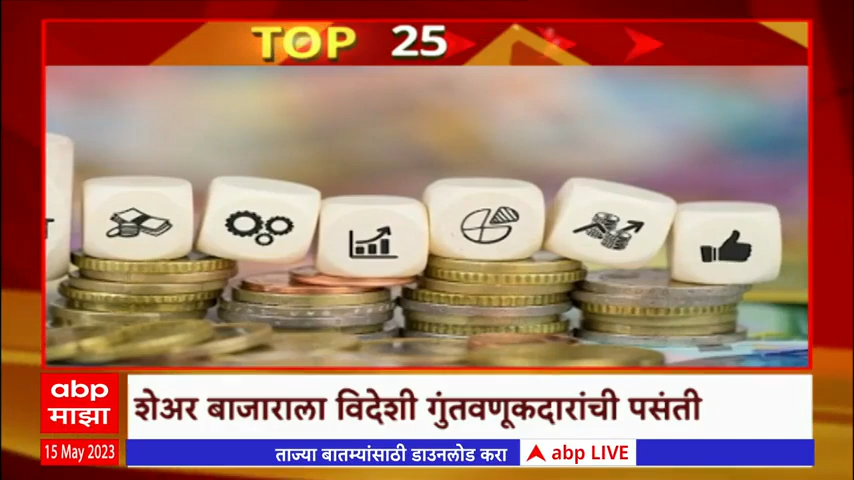 TOP 25
abp
माझा
शेअर बाजाराला विदेशी गुंतवणूकदारांची पसंती
15 May 2023
ताज्या बातम्यांसाठी डाउनलोड करा
abp LIVE